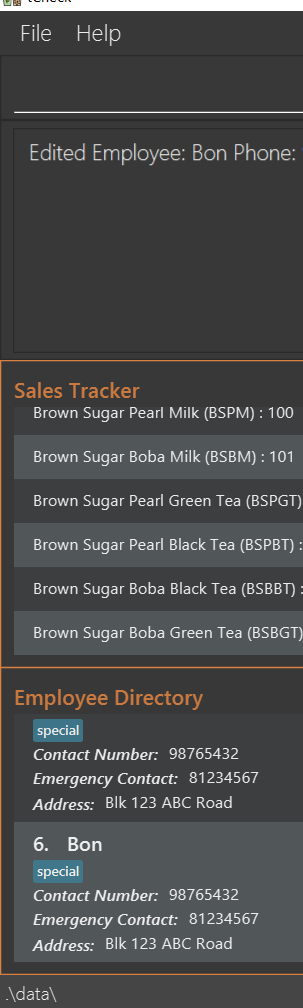 tCheck
File Help
Edited Employee: Bon Phone:
Sales Tracker
Brown Sugar Pearl Milk (BSPM) : 100
Brown Sugar Boba Milk (BSBM) : 101
Brown Sugar Pearl Green Tea (BSPGT)
Brown Sugar Pearl Black Tea (BSPBT) :
Brown Sugar Boba Black Tea (BSBBT) :
Brown Sugar Boba Green Tea (BSBGT)
Employee Directory
special
Contact Number: 98765432
Emergency Contact: 81234567
Address: Blk 123 ABC Road
6. Bon
special
Contact Number: 98765432
Emergency Contact: 81234567
Address: Blk 123 ABC Road
.\data\